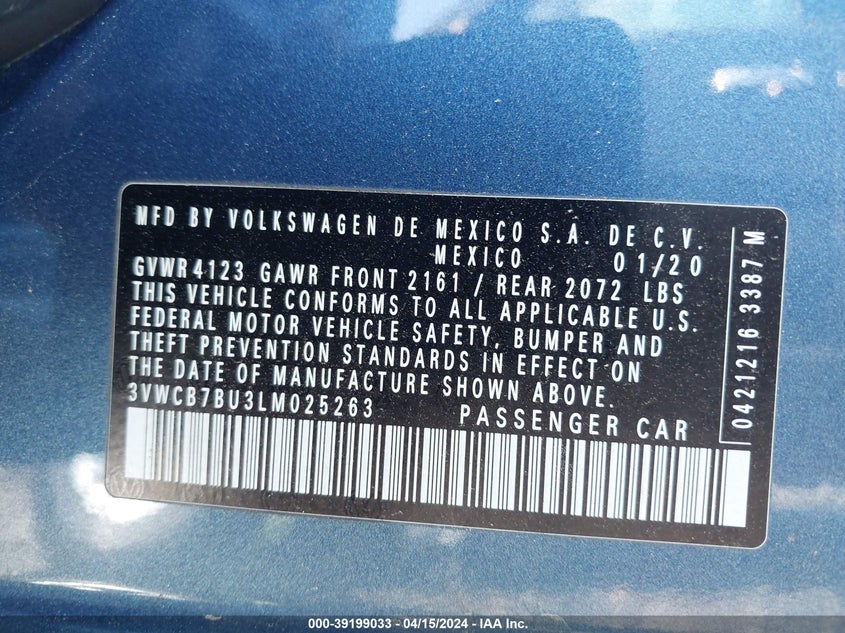 MFD BY VOLKSWAGEN DE MEXICO S.A. DE C.V.
MEXICO 01/20
GVWR 4123 GAWR FRONT 2161 / REAR 2072 LBS
THIS VEHICLE CONFORMS TO ALL APPLICABLE U.S.
FEDERAL MOTOR VEHICLE SAFETY, BUMPER AND
THEFT PREVENTION STANDARDS IN EFFECT ON
THE DATE OF MANUFACTURE SHOWN ABOVE.
3VWCB7BU3LM025263 PASSENGER CAR
0421216 3387 M
000-39199033 - 04/15/2024 - IAA Inc.